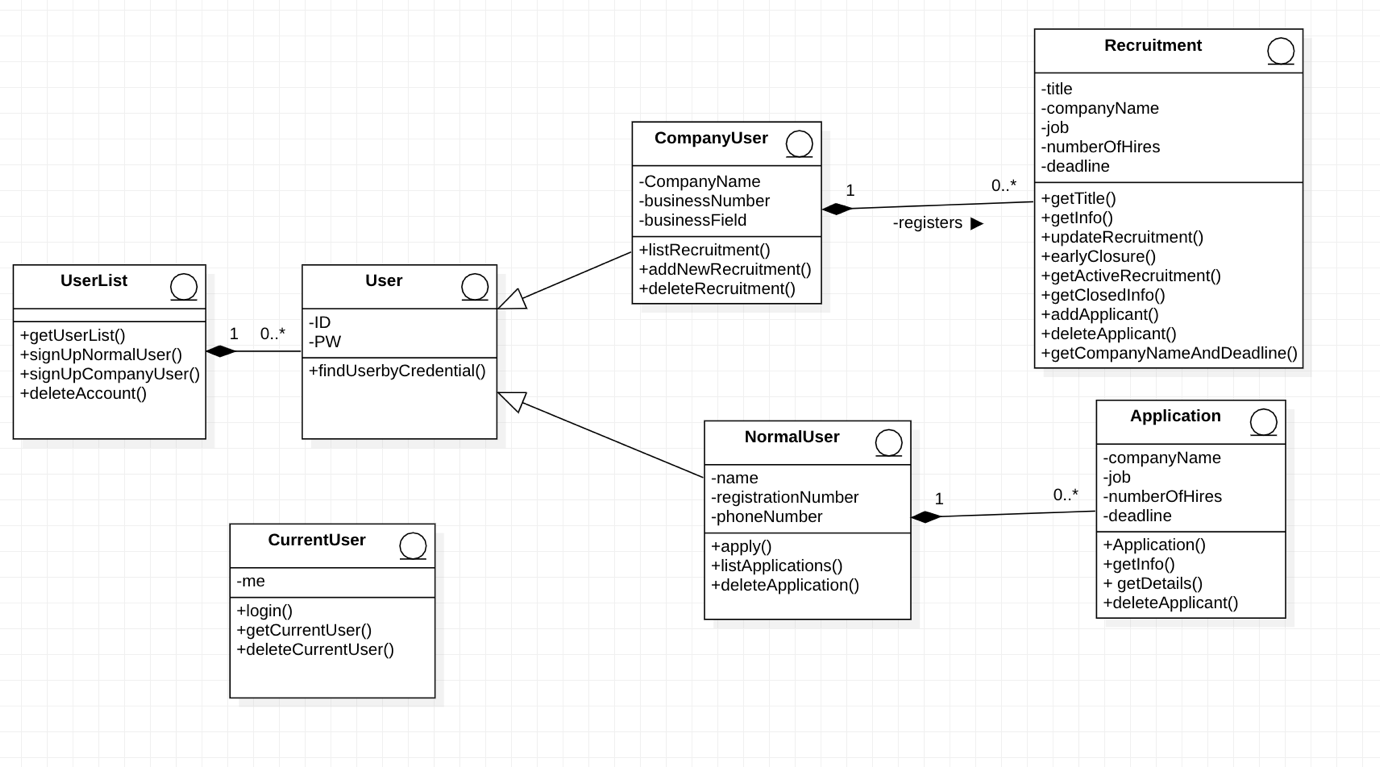 Recruitment
-title
-companyName
-job
-numberOfHires
-deadline
+getTitle()
+getInfo()
+updateRecruitment()
+earlyClosure()
+getActiveRecruitment()
+getClosedInfo()
+addApplicant()
+deleteApplicant()
+getCompanyNameAndDeadline()
CompanyUser
-CompanyName
-businessNumber
-businessField
+listRecruitment()
+addNewRecruitment()
+deleteRecruitment()
1
0..*
-registers ▶
UserList
+getUserList()
+signUpNormalUser()
+signUpCompanyUser()
+deleteAccount()
1
0..*
User
-ID
-PW
+findUserbyCredential()
NormalUser
-name
-registrationNumber
-phoneNumber
+apply()
+listApplications()
+deleteApplication()
1
0..*
Application
-companyName
-job
-numberOfHires
-deadline
+Application()
+getInfo()
+ getDetails()
+deleteApplicant()
CurrentUser
-me
+login()
+getCurrentUser()
+deleteCurrentUser()